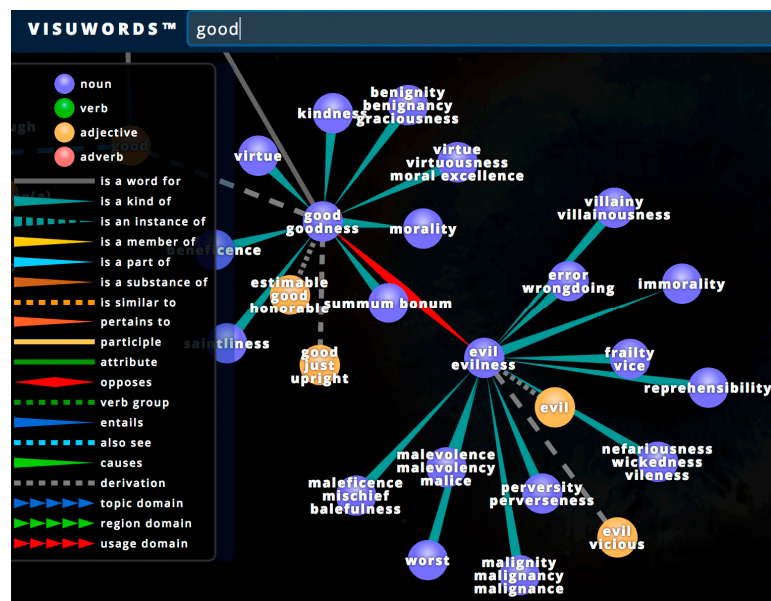 VISUWORDS™
good
noun
verb
adjective
adverb
is a word for
is a kind of
is an instance of
is a member of
is a part of
is a substance of
is similar to
pertains to
participle
attribute
opposes
verb group
entails
also see
causes
derivation
topic domain
region domain
usage domain
good
benignity
benignancy
graciousness
kindness
virtue
virtue
virtuousness
moral excellence
good
goodness
morality
beneficence
estimable
good
honorable
summum bonum
saintliness
good
just
upright
villainy
villainousness
error
wrongdoing
immorality
evil
evilness
frailty
vice
reprehensibility
evil
nefariousness
wickedness
vileness
malevolence
malevolency
malice
maleficence
mischief
balefulness
perversity
perverseness
evil
vicious
worst
malignity
malignancy
malignance